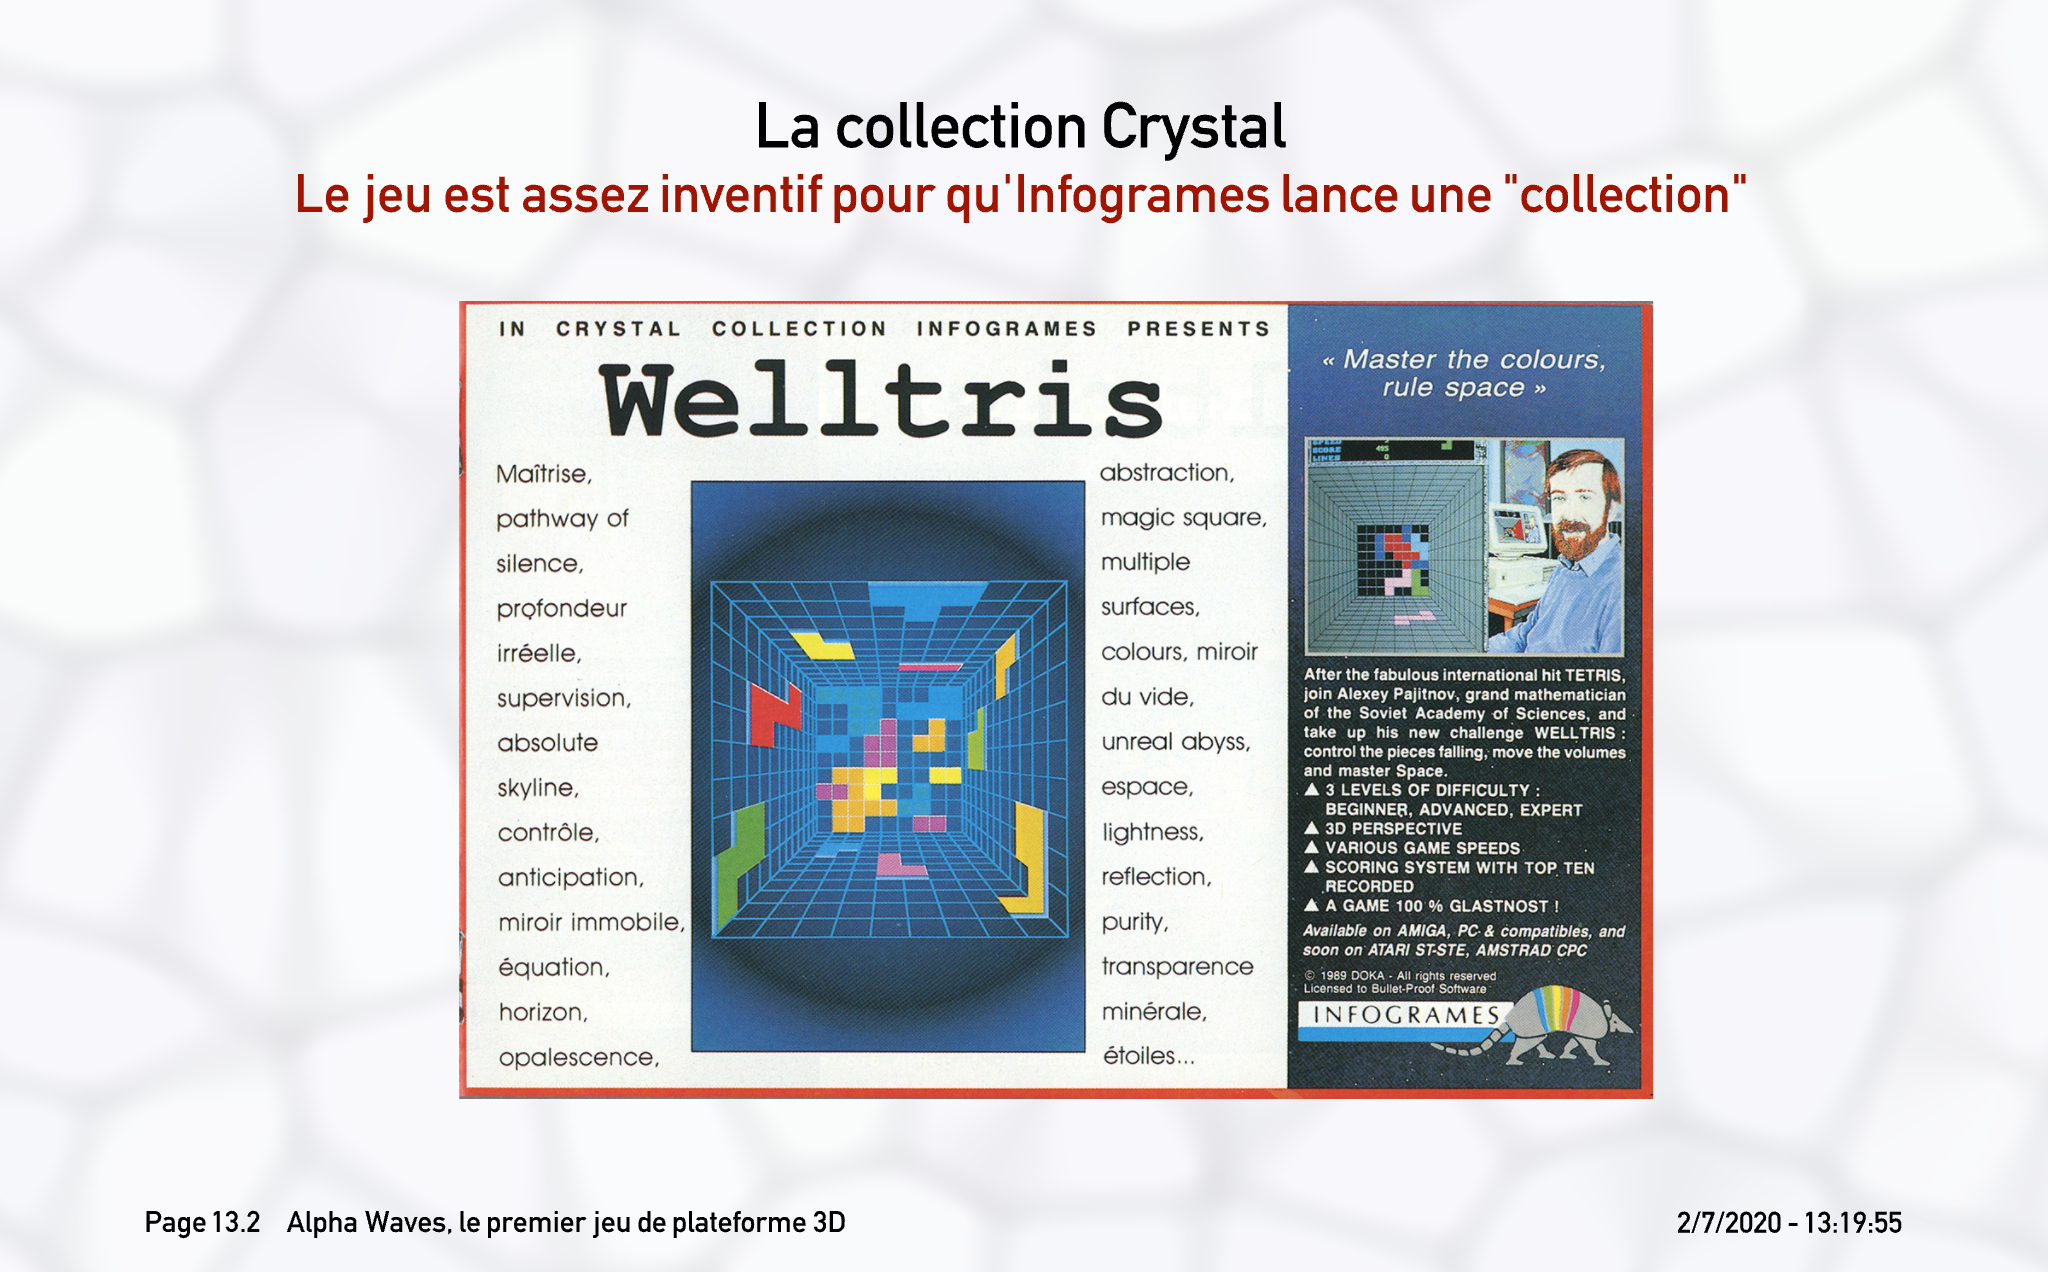 La collection Crystal
Le jeu est assez inventif pour qu'Infogrames lance une "collection"
IN CRYSTAL COLLECTION INFOGRAMES PRESENTS
Welltris
Maîtrise,
pathway of
silence,
profondeur
irréelle,
supervision,
absolute
skyline,
contrôle,
anticipation,
miroir immobile,
équation,
horizon,
opalescence,
abstraction,
magic square,
multiple
surfaces,
colours, miroir
du vide,
unreal abyss,
espace,
lightness,
reflection,
purity,
transparence
minérale,
étoiles...
« Master the colours,
rule space »
SPEED
SCORE 495
LINES 0
After the fabulous international hit TETRIS,
join Alexey Pajitnov, grand mathematician
of the Soviet Academy of Sciences, and
take up his new challenge WELLTRIS :
control the pieces falling, move the volumes
and master Space.
▲ 3 LEVELS OF DIFFICULTY :
BEGINNER, ADVANCED, EXPERT
▲ 3D PERSPECTIVE
▲ VARIOUS GAME SPEEDS
▲ SCORING SYSTEM WITH TOP TEN
RECORDED
▲ A GAME 100 % GLASTNOST !
Available on AMIGA, PC & compatibles, and
soon on ATARI ST-STE, AMSTRAD CPC
© 1989 DOKA - All rights reserved
Licensed to Bullet-Proof Software
INFOGRAMES
Page 13.2 Alpha Waves, le premier jeu de plateforme 3D
2/7/2020 - 13:19:55